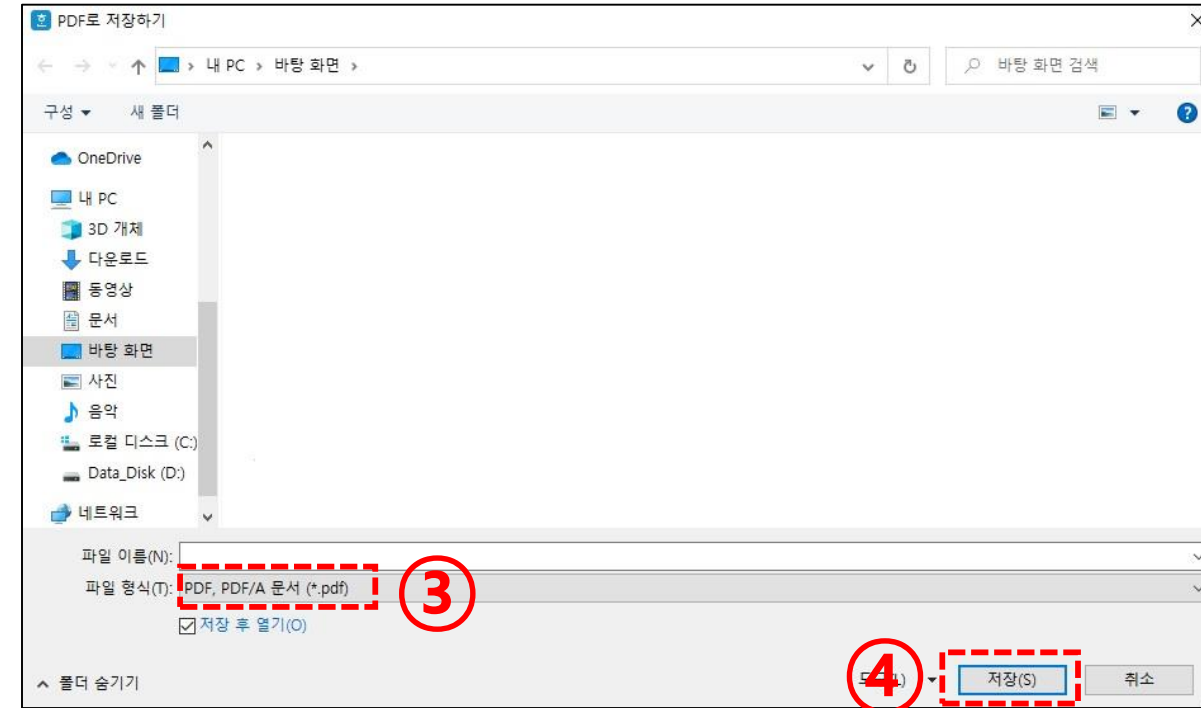 PDF로 저장하기
내 PC > 바탕 화면 >
바탕 화면 검색
구성 새 폴더
OneDrive
내 PC
3D 개체
다운로드
동영상
문서
바탕 화면
사진
음악
로컬 디스크 (C:)
Data_Disk (D:)
네트워크
파일 이름(N):
파일 형식(T): PDF, PDF/A 문서 (*.pdf)
③
저장 후 열기(O)
폴더 숨기기
④
저장(S)
취소